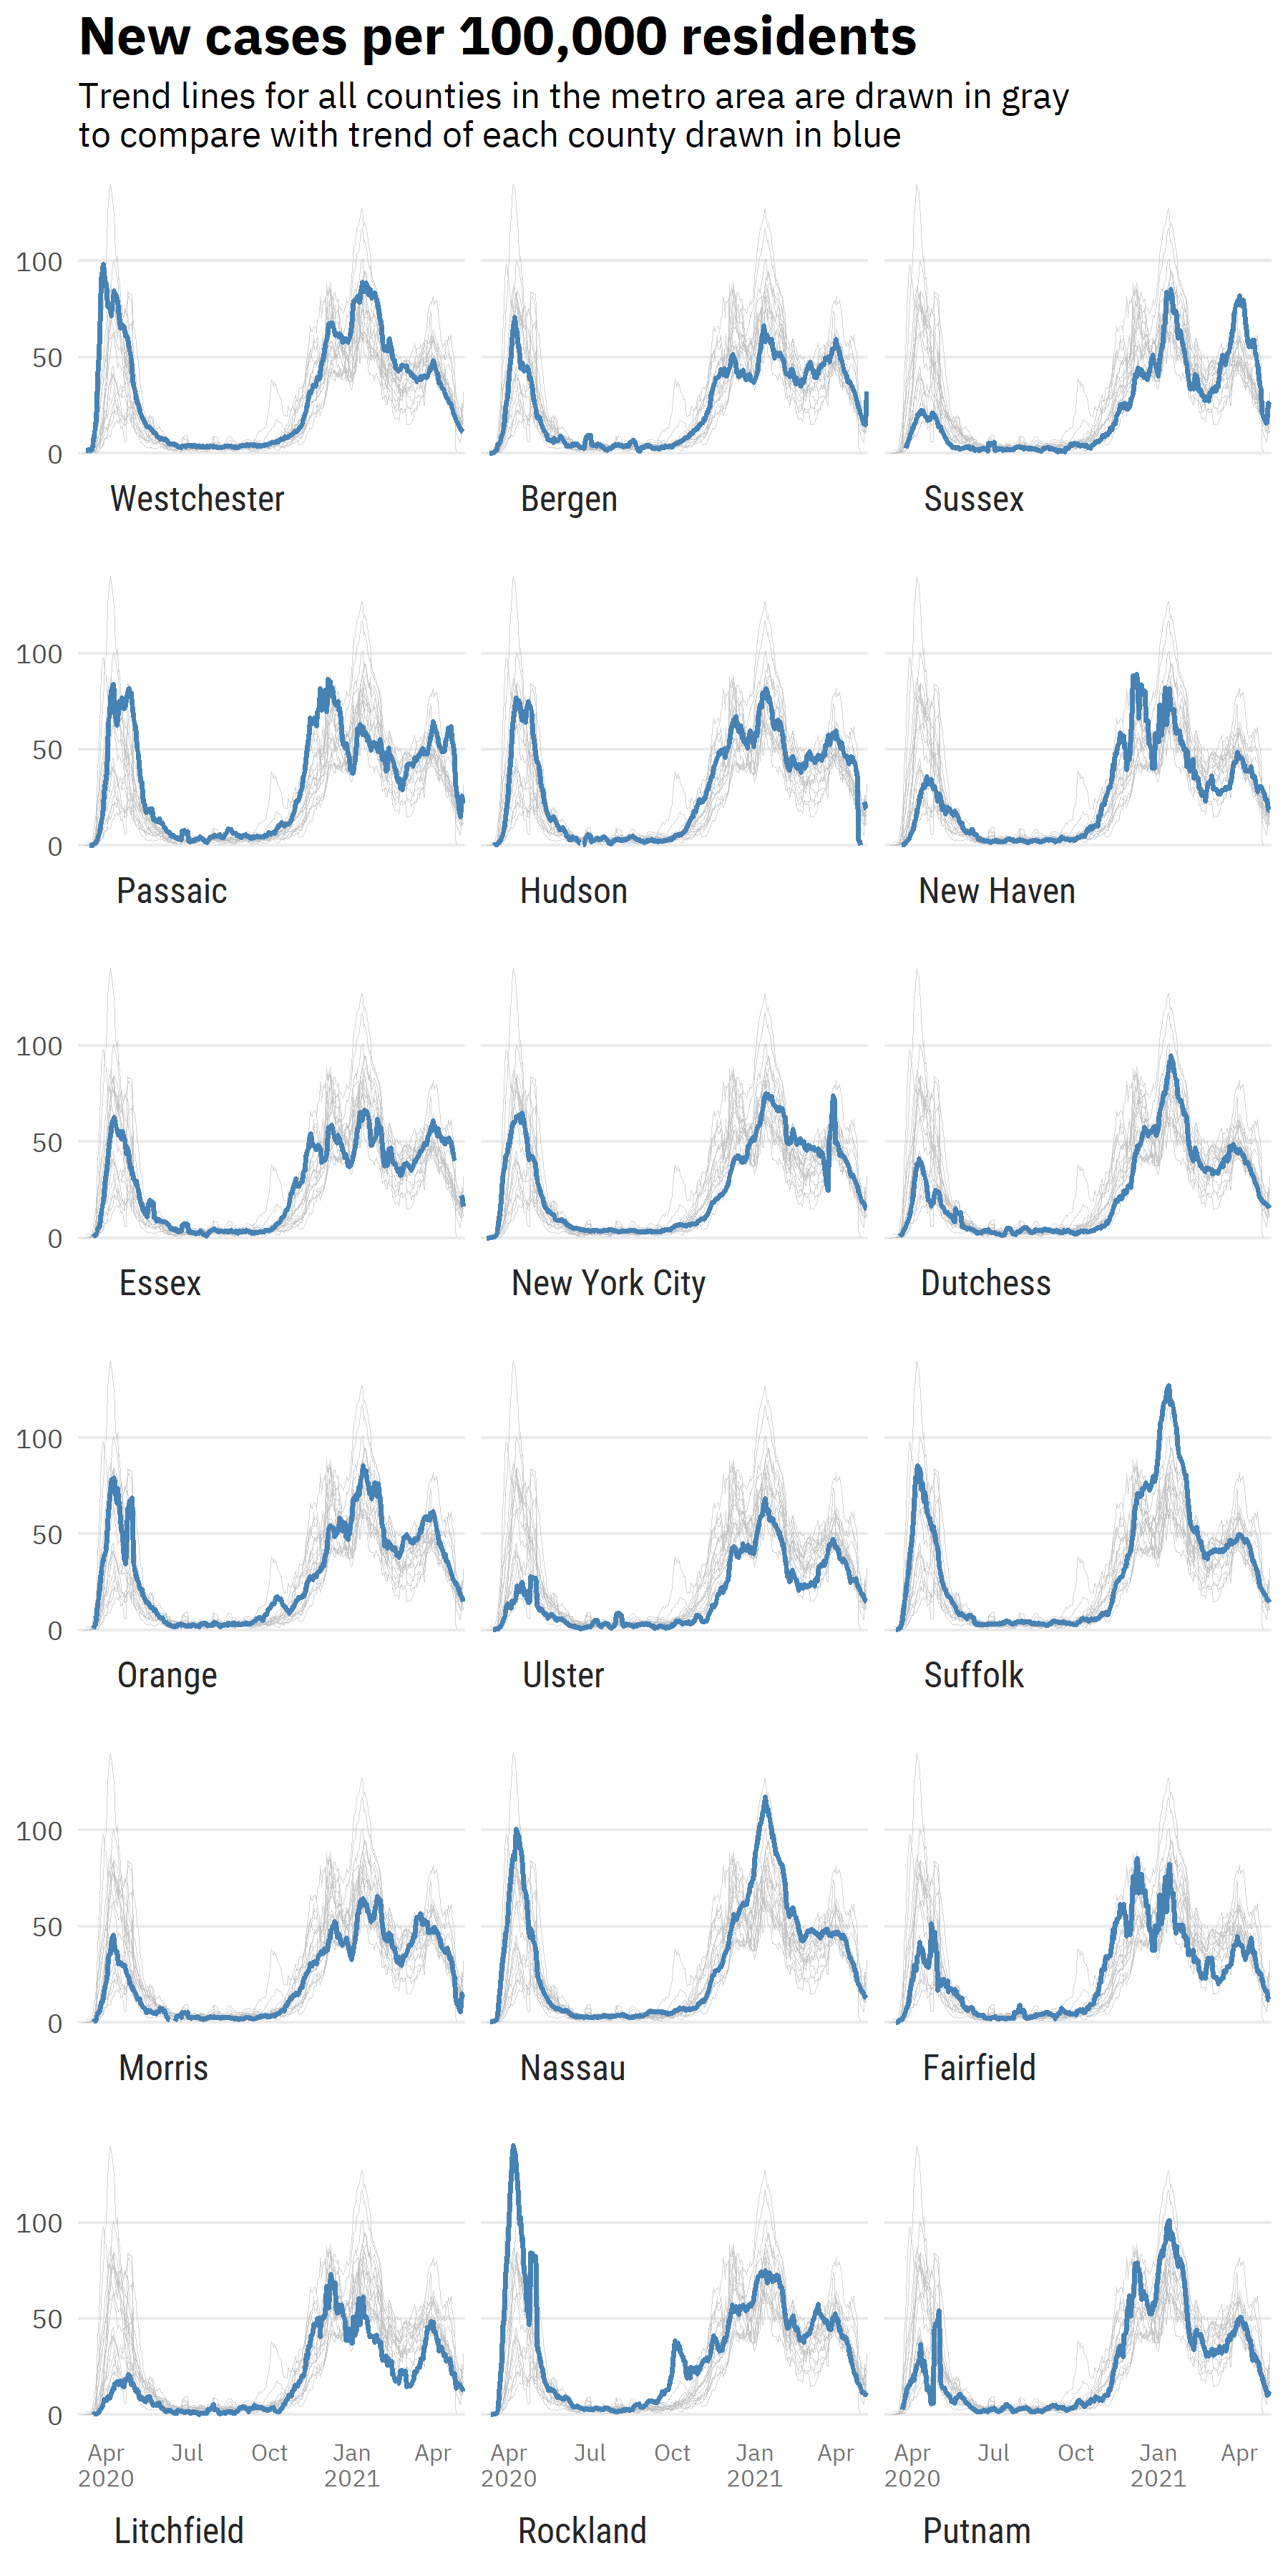 New cases per 100,000 residents
Trend lines for all counties in the metro area are drawn in gray
to compare with trend of each county drawn in blue
100
50
0
Westchester
Bergen
Sussex
100
50
0
Passaic
Hudson
New Haven
100
50
0
Essex
New York City
Dutchess
100
50
0
Orange
Ulster
Suffolk
100
50
0
Morris
Nassau
Fairfield
100
50
0
Apr Jul Oct Jan Apr
2020 2021
Apr Jul Oct Jan Apr
2020 2021
Apr Jul Oct Jan Apr
2020 2021
Litchfield
Rockland
Putnam